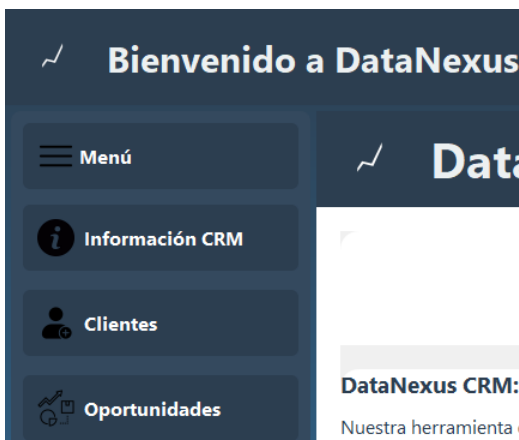 Bienvenido a DataNexus
Menú
Información CRM
Clientes
Oportunidades
DataNexus CRM:
Nuestra herramienta